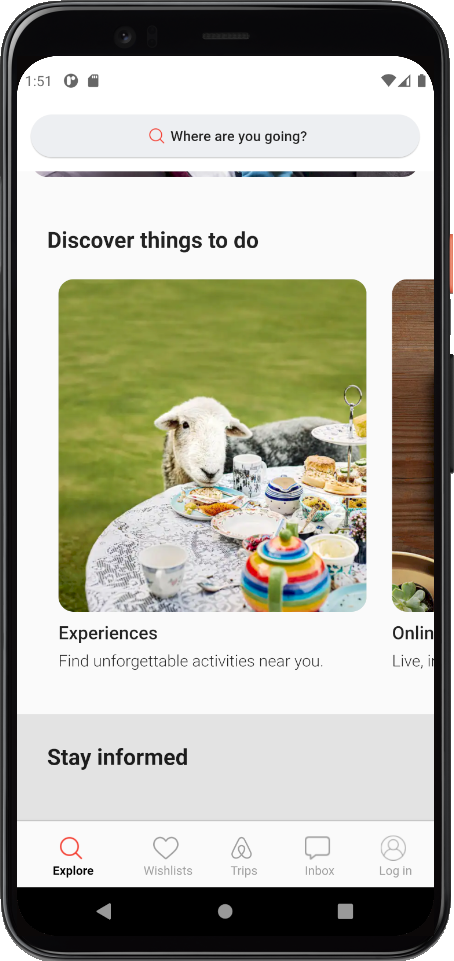 1:51
Where are you going?
Discover things to do
Experiences
Find unforgettable activities near you.
Onlin
Live, i
Stay informed
Explore
Wishlists
Trips
Inbox
Log in